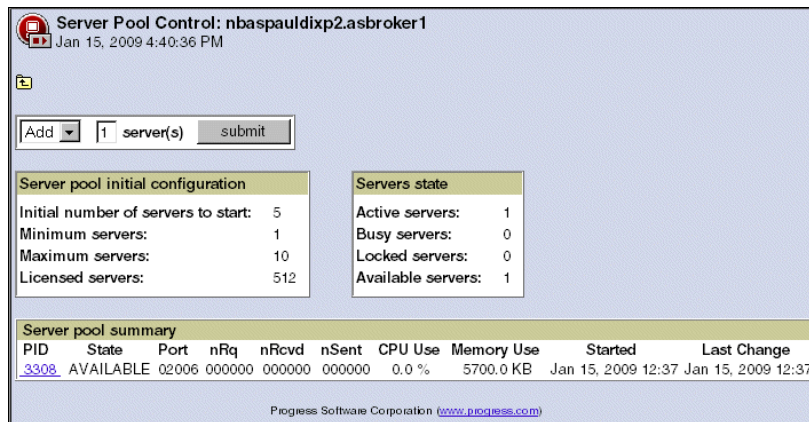 Server Pool Control: nbaspauldixp2.asbroker1
Jan 15, 2009 4:40:36 PM
Add 1 server(s) submit
Server pool initial configuration
Initial number of servers to start: 5
Minimum servers: 1
Maximum servers: 10
Licensed servers: 512
Servers state
Active servers: 1
Busy servers: 0
Locked servers: 0
Available servers: 1
Server pool summary
PID State Port nRq nRcvd nSent CPU Use Memory Use Started Last Change
3308 AVAILABLE 02006 000000 000000 000000 0.0 % 5700.0 KB Jan 15, 2009 12:37 Jan 15, 2009 12:37
Progress Software Corporation (www.progress.com)